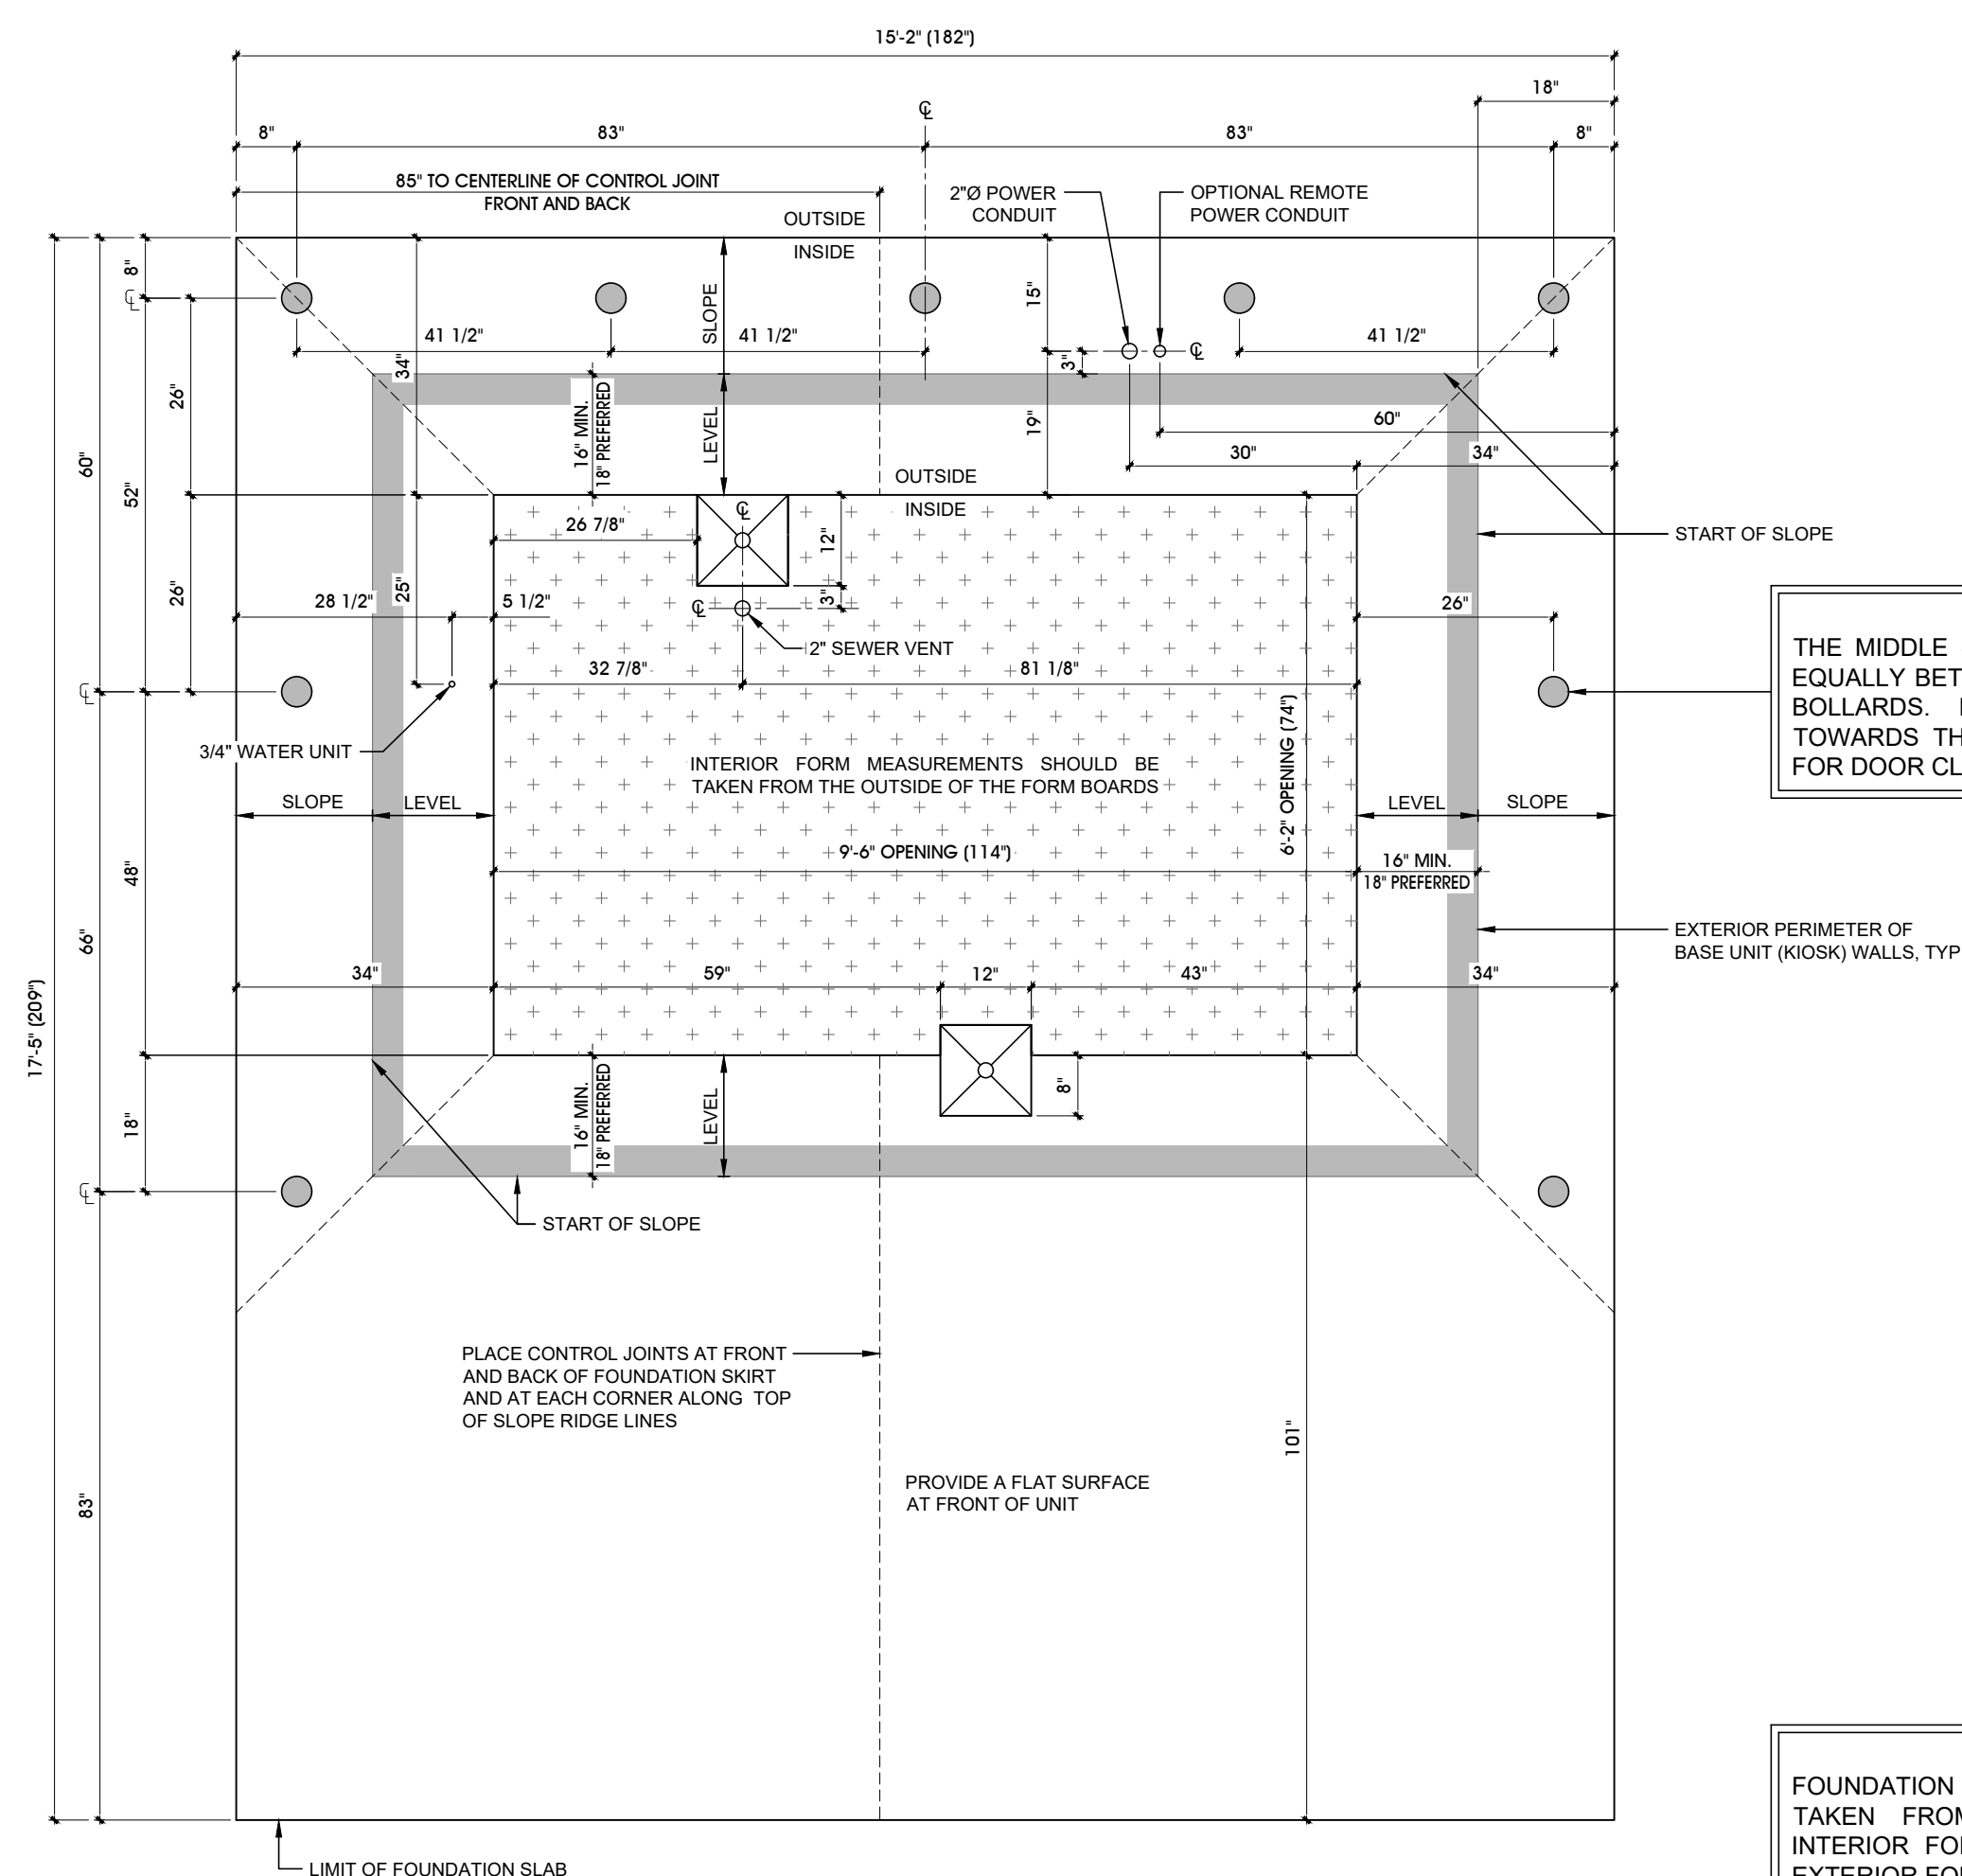 15'-2" (182")
18"
8"
83"
℄
83"
8"
85" TO CENTERLINE OF CONTROL JOINT
FRONT AND BACK
OUTSIDE
INSIDE
2"Ø POWER
CONDUIT
OPTIONAL REMOTE
POWER CONDUIT
8"
℄
34"
SLOPE
15"
41 1/2"
41 1/2"
3"
℄
41 1/2"
26"
60"
52"
16" MIN.
18" PREFERRED
LEVEL
19"
60"
30"
34"
OUTSIDE
INSIDE
26 7/8"
℄
12"
START OF SLOPE
26"
28 1/2"
25"
5 1/2"
℄
3"
26"
2" SEWER VENT
32 7/8"
81 1/8"
℄
3/4" WATER UNIT
6'-2" OPENING (74")
THE MIDDLE
EQUALLY BET
BOLLARDS.
TOWARDS TH
FOR DOOR CL
INTERIOR FORM MEASUREMENTS SHOULD BE
TAKEN FROM THE OUTSIDE OF THE FORM BOARDS
SLOPE
LEVEL
LEVEL
SLOPE
48"
9'-6" OPENING (114")
16" MIN.
18" PREFERRED
66"
EXTERIOR PERIMETER OF
BASE UNIT (KIOSK) WALLS, TYP
34"
59"
12"
43"
34"
17'-5" (209")
18"
16" MIN.
18" PREFERRED
LEVEL
8"
℄
START OF SLOPE
PLACE CONTROL JOINTS AT FRONT
AND BACK OF FOUNDATION SKIRT
AND AT EACH CORNER ALONG TOP
OF SLOPE RIDGE LINES
101"
83"
PROVIDE A FLAT SURFACE
AT FRONT OF UNIT
FOUNDATION
TAKEN FROM
INTERIOR FO
EXTERIOR FO
LIMIT OF FOUNDATION SLAB